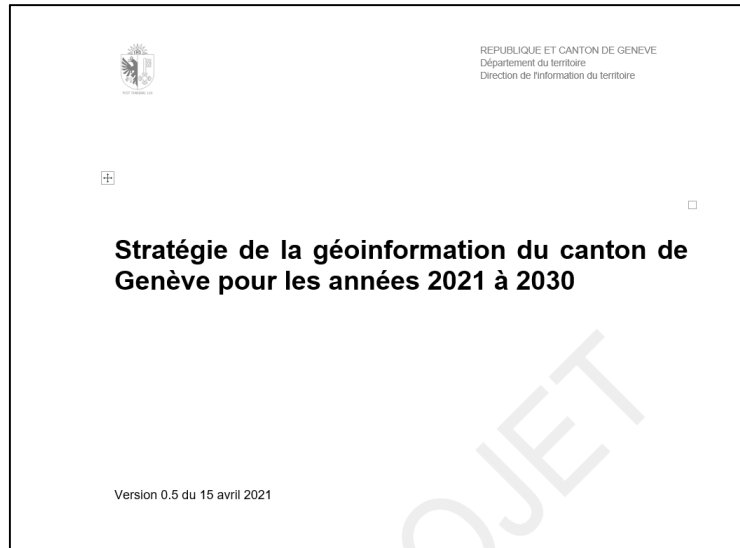 REPUBLIQUE ET CANTON DE GENEVE
Département du territoire
Direction de l'information du territoire
Stratégie de la géoinformation du canton de
Genève pour les années 2021 à 2030
Version 0.5 du 15 avril 2021
OJET